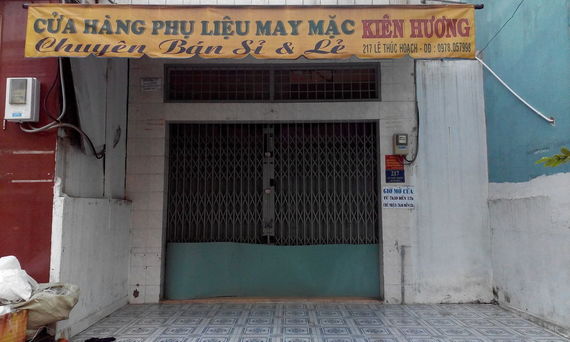 CỬA HÀNG PHỤ LIỆU MAY MẶC
Chuyên Bán Sỉ & Lẻ
KIÊN HƯƠNG
217 LÊ THÚC HOẠCH - DĐ : 0978.057998
217
GIỜ MỞ CỬA